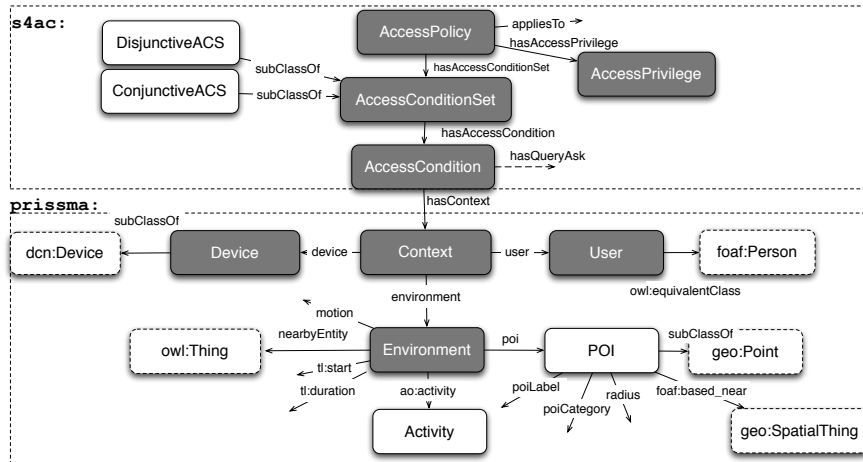 s4ac:
AccessPolicy
appliesTo
DisjunctiveACS
hasAccessPrivilege
subClassOf
hasAccessConditionSet
AccessPrivilege
ConjunctiveACS
subClassOf
AccessConditionSet
hasAccessCondition
AccessCondition
hasQueryAsk
prissma:
hasContext
subClassOf
dcn:Device
Device
device
Context
user
User
foaf:Person
environment
owl:equivalentClass
motion
nearbyEntity
subClassOf
owl:Thing
Environment
poi
POI
geo:Point
tl:start
tl:duration
ao:activity
poiLabel
radius
foaf:based_near
poiCategory
Activity
geo:SpatialThing